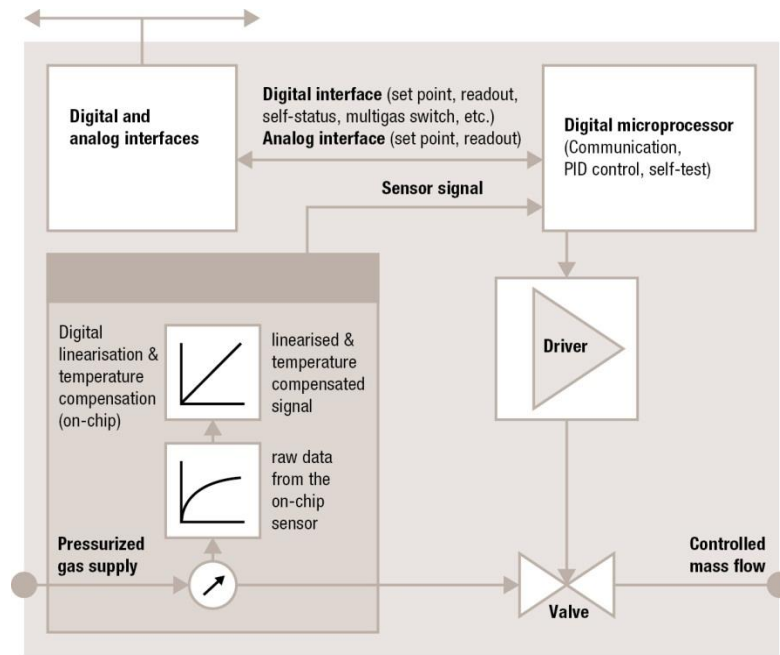 Digital and
analog interfaces
Digital interface (set point, readout,
self-status, multigas switch, etc.)
Analog interface (set point, readout)
Digital microprocessor
(Communication,
PID control, self-test)
Sensor signal
Digital
linearisation &
temperature
compensation
(on-chip)
linearised &
temperature
compensated
signal
Driver
raw data
from the
on-chip
sensor
Pressurized
gas supply
Valve
Controlled
mass flow